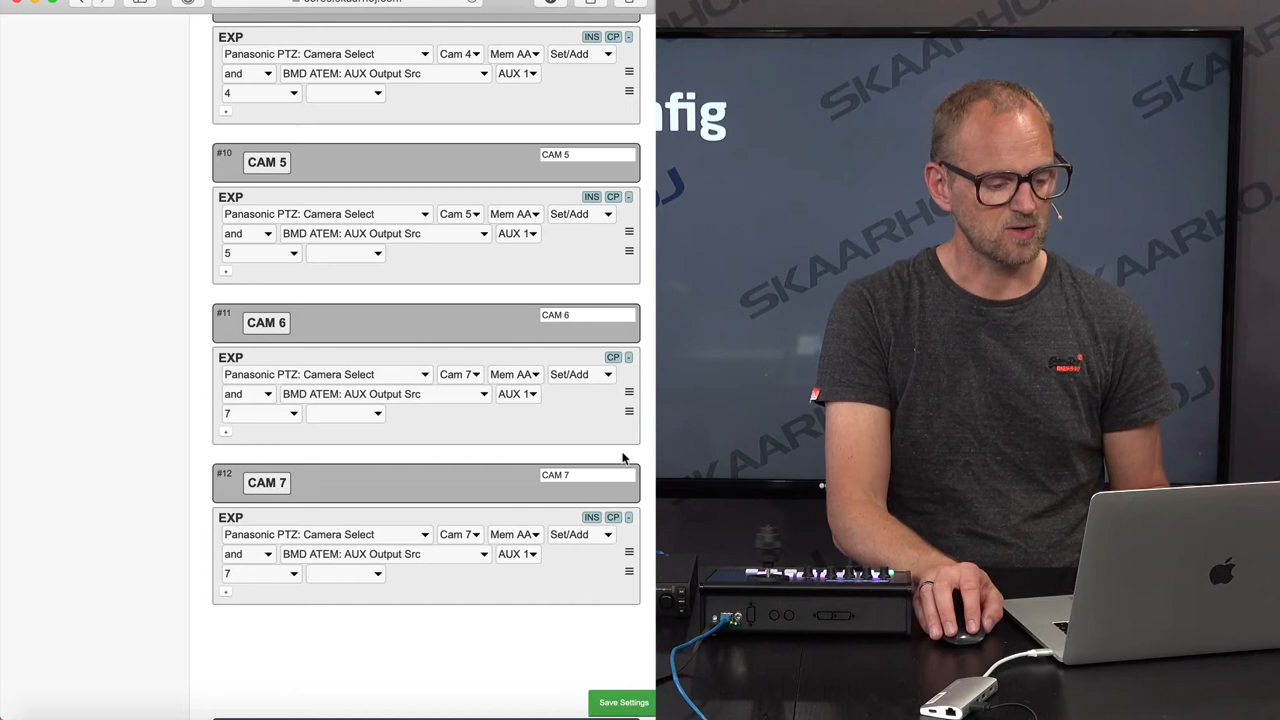 EXP INS CP -
Panasonic PTZ: Camera Select Cam 4 Mem AA Set/Add
and BMD ATEM: AUX Output Src AUX 1
4
+
#10 CAM 5 CAM 5
EXP INS CP -
Panasonic PTZ: Camera Select Cam 5 Mem AA Set/Add
and BMD ATEM: AUX Output Src AUX 1
5
+
#11 CAM 6 CAM 6
EXP CP -
Panasonic PTZ: Camera Select Cam 7 Mem AA Set/Add
and BMD ATEM: AUX Output Src AUX 1
7
+
#12 CAM 7 CAM 7
EXP INS CP -
Panasonic PTZ: Camera Select Cam 7 Mem AA Set/Add
and BMD ATEM: AUX Output Src AUX 1
7
+
Save Settings
nfig
SKAARHOJ
SKAARHOJ
SKAARHOJ